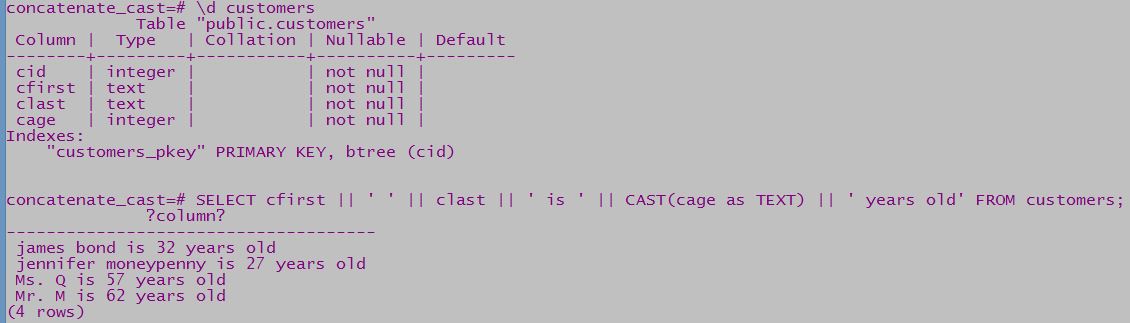 concatenate_cast=# \d customers
             Table "public.customers"
 Column |  Type   | Collation | Nullable | Default
--------+---------+-----------+----------+---------
 cid    | integer |           | not null |
 cfirst | text    |           | not null |
 clast  | text    |           | not null |
 cage   | integer |           | not null |
Indexes:
    "customers_pkey" PRIMARY KEY, btree (cid)
concatenate_cast=# SELECT cfirst || ' ' || clast || ' is ' || CAST(cage as TEXT) || ' years old' FROM customers;
              ?column?
-------------------------------------
 james bond is 32 years old
 jennifer moneypenny is 27 years old
 Ms. Q is 57 years old
 Mr. M is 62 years old
(4 rows)